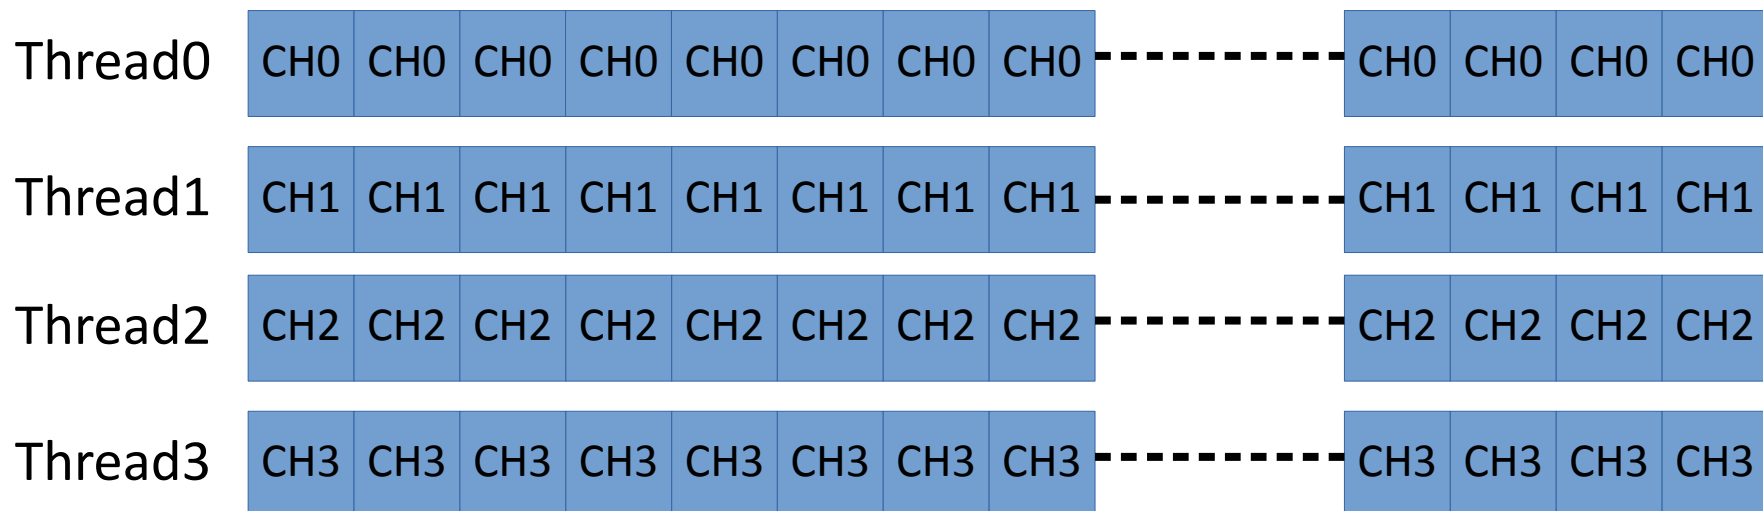 Thread0 CH0 CH0 CH0 CH0 CH0 CH0 CH0 CH0 CH0 CH0 CH0 CH0
Thread1 CH1 CH1 CH1 CH1 CH1 CH1 CH1 CH1 CH1 CH1 CH1 CH1
Thread2 CH2 CH2 CH2 CH2 CH2 CH2 CH2 CH2 CH2 CH2 CH2 CH2
Thread3 CH3 CH3 CH3 CH3 CH3 CH3 CH3 CH3 CH3 CH3 CH3 CH3